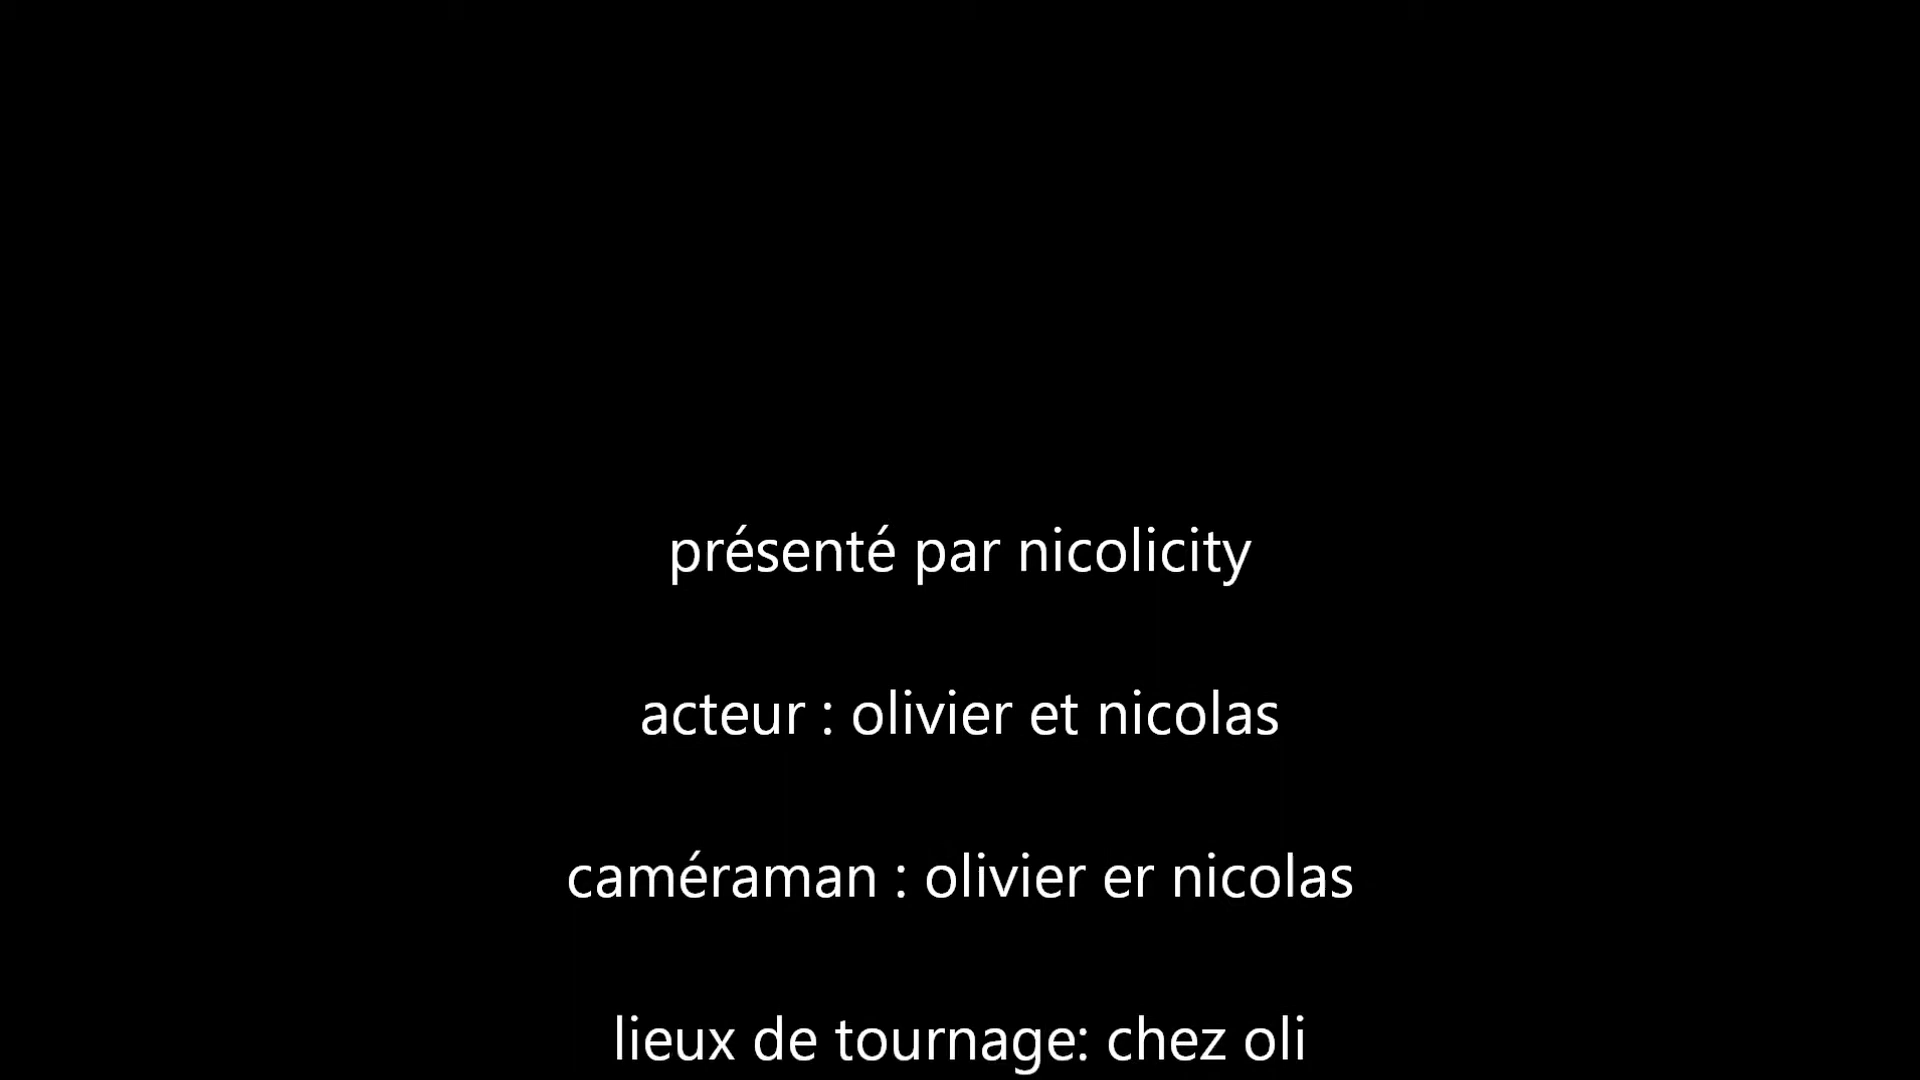 présenté par nicolicity
acteur : olivier et nicolas
caméraman : olivier er nicolas
lieux de tournage: chez oli